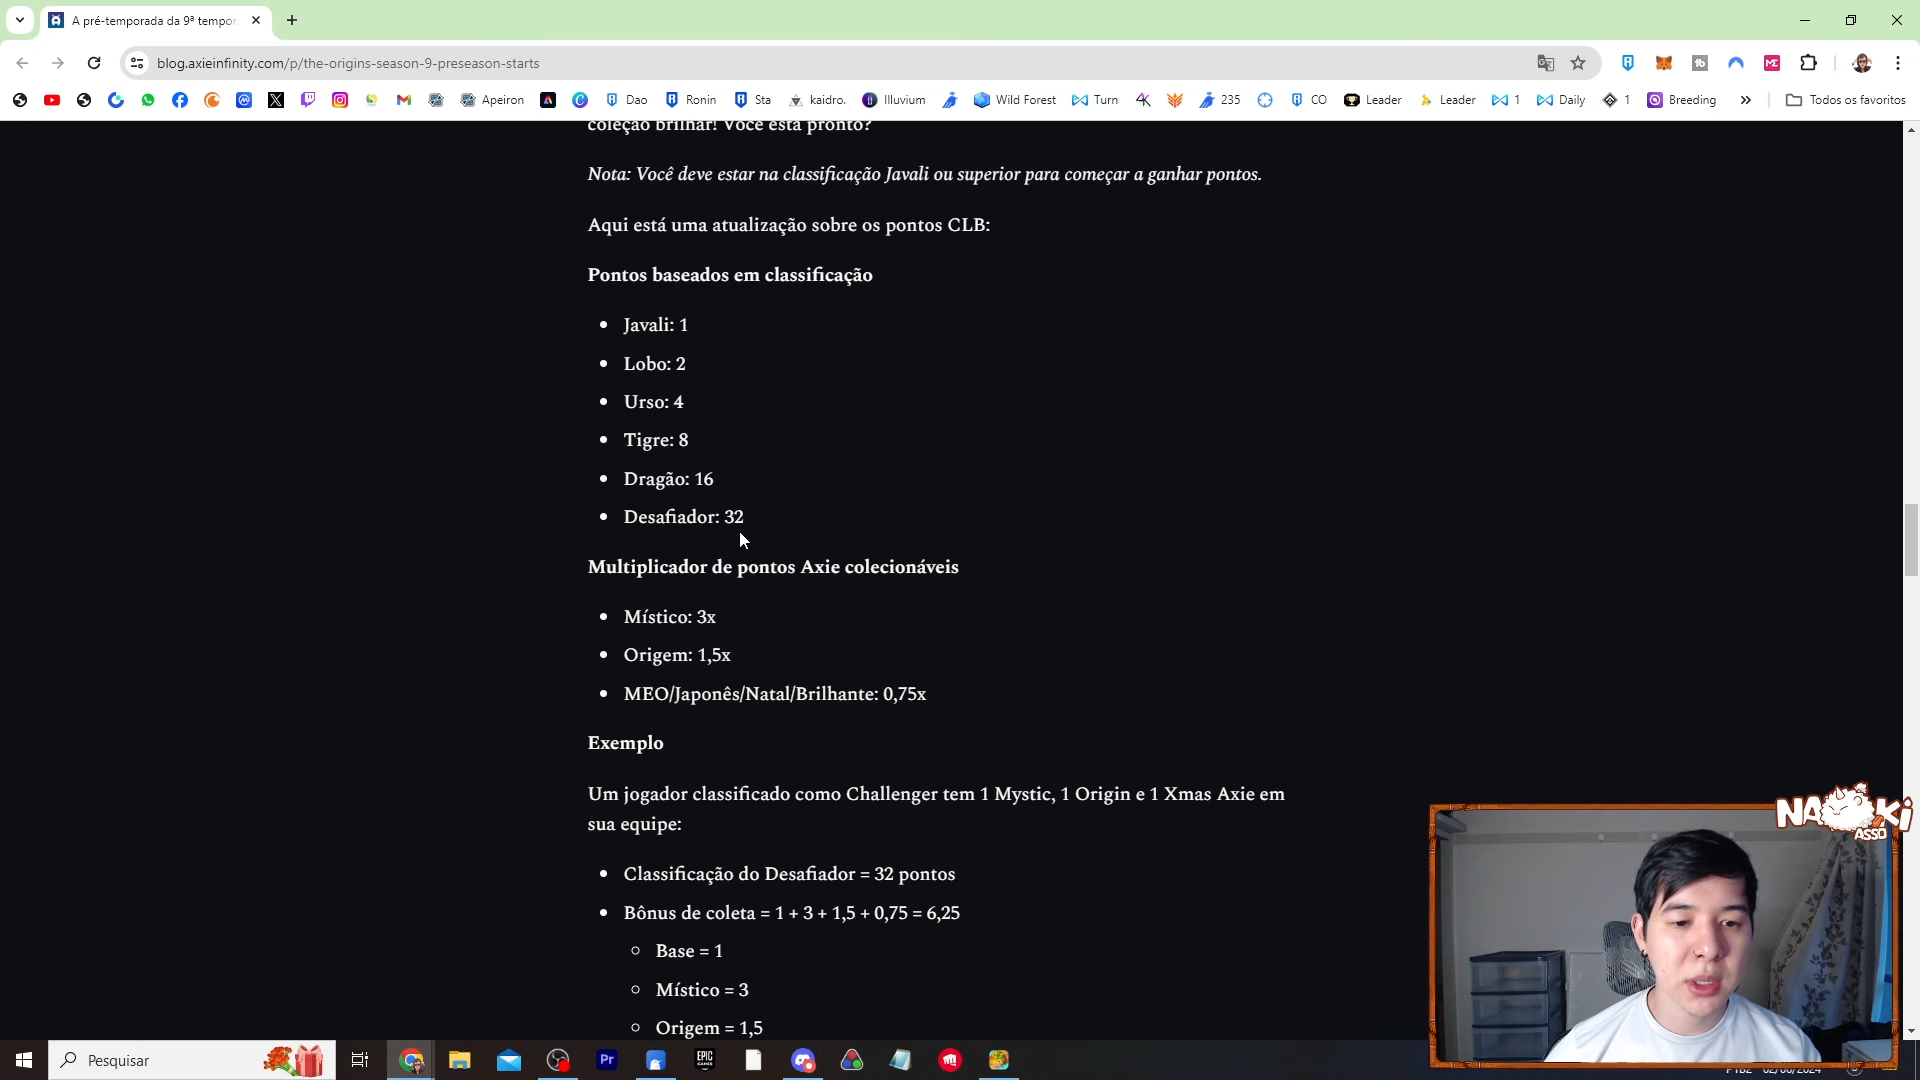 A pré-temporada da 9ª tempor
blog.axieinfinity.com/p/the-origins-season-9-preseason-starts
Apeiron
Dao
Ronin
Sta
kaidro.
Illuvium
Wild Forest
Turn
235
CO
Leader
Leader
1
Daily
1
Breeding
Todos os favoritos
coleção brilhar! Você está pronto?
Nota: Você deve estar na classificação Javali ou superior para começar a ganhar pontos.
Aqui está uma atualização sobre os pontos CLB:
Pontos baseados em classificação
Javali: 1
Lobo: 2
Urso: 4
Tigre: 8
Dragão: 16
Desafiador: 32
Multiplicador de pontos Axie colecionáveis
Místico: 3x
Origem: 1,5x
MEO/Japonês/Natal/Brilhante: 0,75x
Exemplo
Um jogador classificado como Challenger tem 1 Mystic, 1 Origin e 1 Xmas Axie em
sua equipe:
Classificação do Desafiador = 32 pontos
Bônus de coleta = 1 + 3 + 1,5 + 0,75 = 6,25
Base = 1
Místico = 3
Origem = 1,5
NAOKi
ASSO
Pesquisar
Pr
EPIC
GAMES